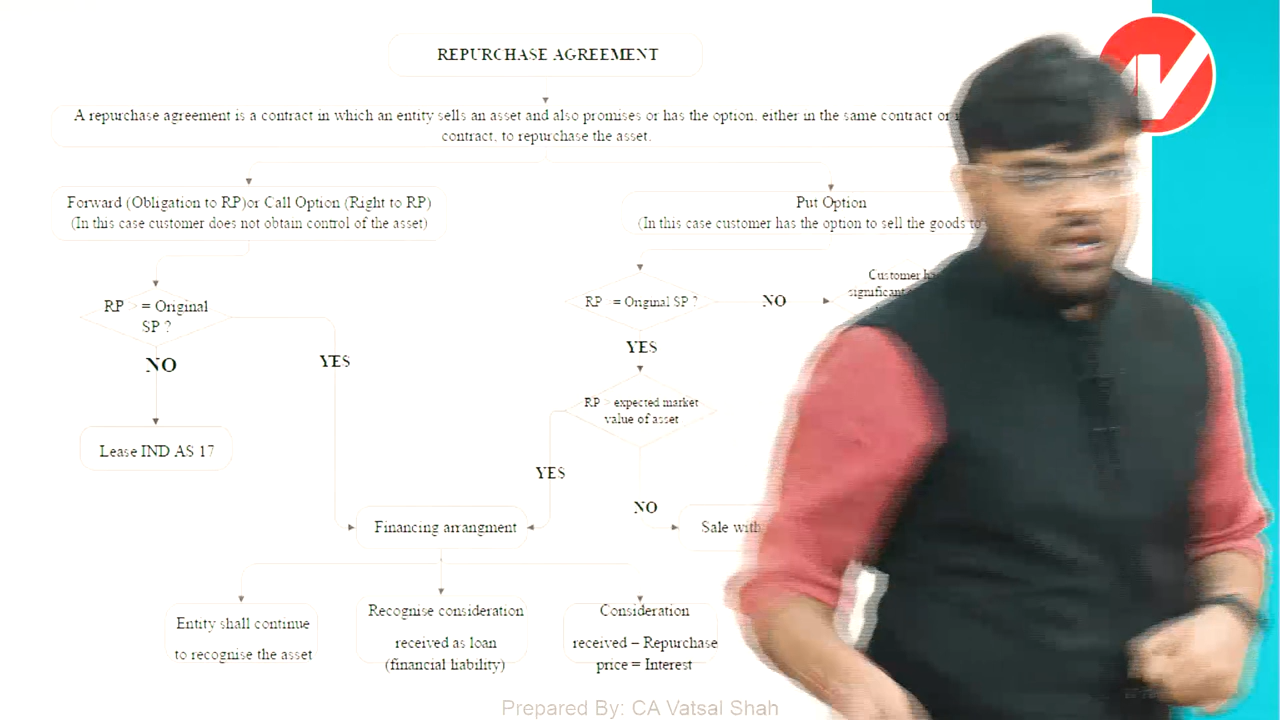 REPURCHASE AGREEMENT
A repurchase agreement is a contract in which an entity sells an asset and also promises or has the option, either in the same contract or
contract, to repurchase the asset.
Forward (Obligation to RP)or Call Option (Right to RP)
(In this case customer does not obtain control of the asset)
Put Option
(In this case customer has the option to sell the goods to
RP > = Original
SP ?
NO
YES
Lease IND AS 17
RP = Original SP ?
NO
Customer
significant
YES
RP > expected market
value of asset
YES
NO
Financing arrangment
Sale with
Entity shall continue
to recognise the asset
Recognise consideration
received as loan
(financial liability)
Consideration
received – Repurchase
price = Interest
Prepared By: CA Vatsal Shah